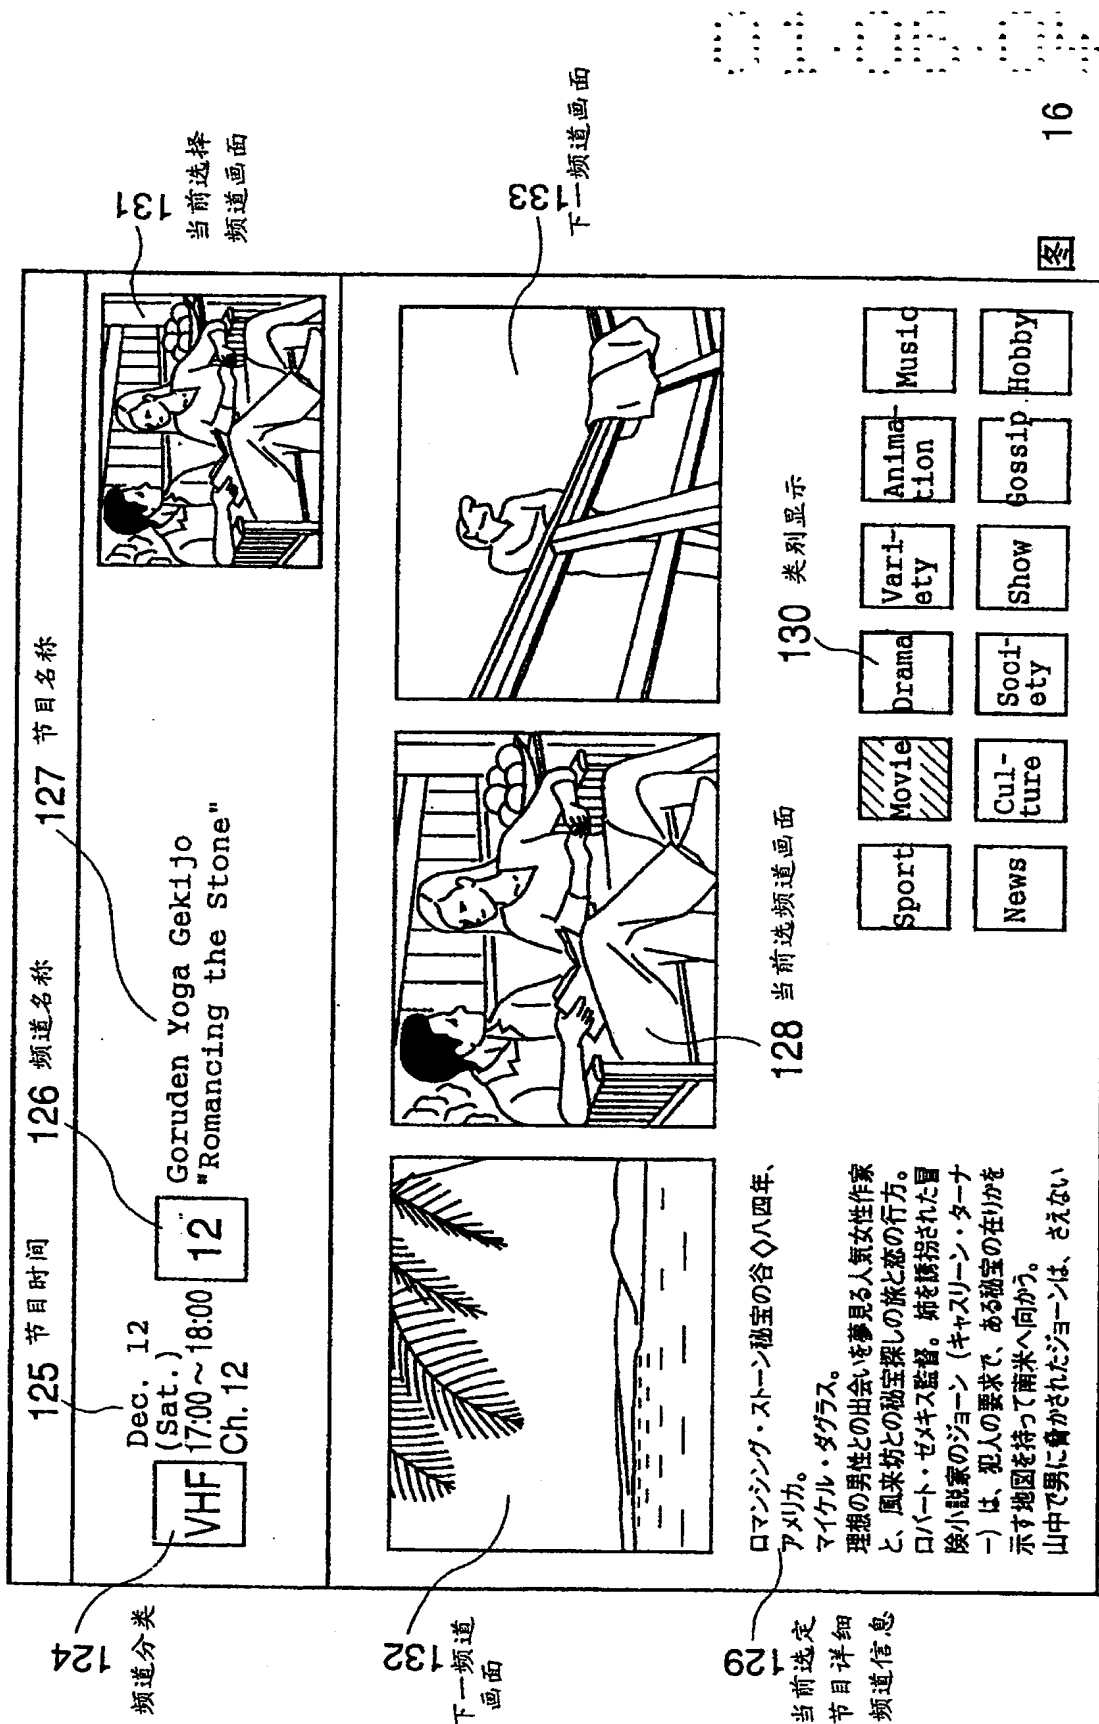 125 节目时间
126 频道名称
127 节目名称
124
频道分类
131
当前选择
频道画面
VHF
Dec. 12
(Sat.)
17:00～18:00
Ch. 12
12
Goruden Yoga Gekijo
"Romancing the Stone"
132
下一频道
画面
133
下一频道画面
128 当前选频道画面
130 类别显示
129
当前选定
节目详细
频道信息
ロマンシング・ストーン秘宝の谷◇八四年、
アメリカ。
マイケル・ダグラス。
理想の男性との出会いを夢見る人気女性作家
と、風来坊との秘宝探しの旅と恋の行方。
ロバート・ゼメキス監督。姉を誘拐された冒
険小説家のジョーン（キャスリーン・ターナ
ー）は、犯人の要求で、ある秘宝の在りかを
示す地図を持って南米へ向かう。
山中で男に脅かされたジョーンは、さえない
Sport
Movie
Drama
Vari-
ety
Anima-
tion
Music
News
Cul-
ture
Soci-
ety
Show
Gossip
Hobby
图 16
01.06.04